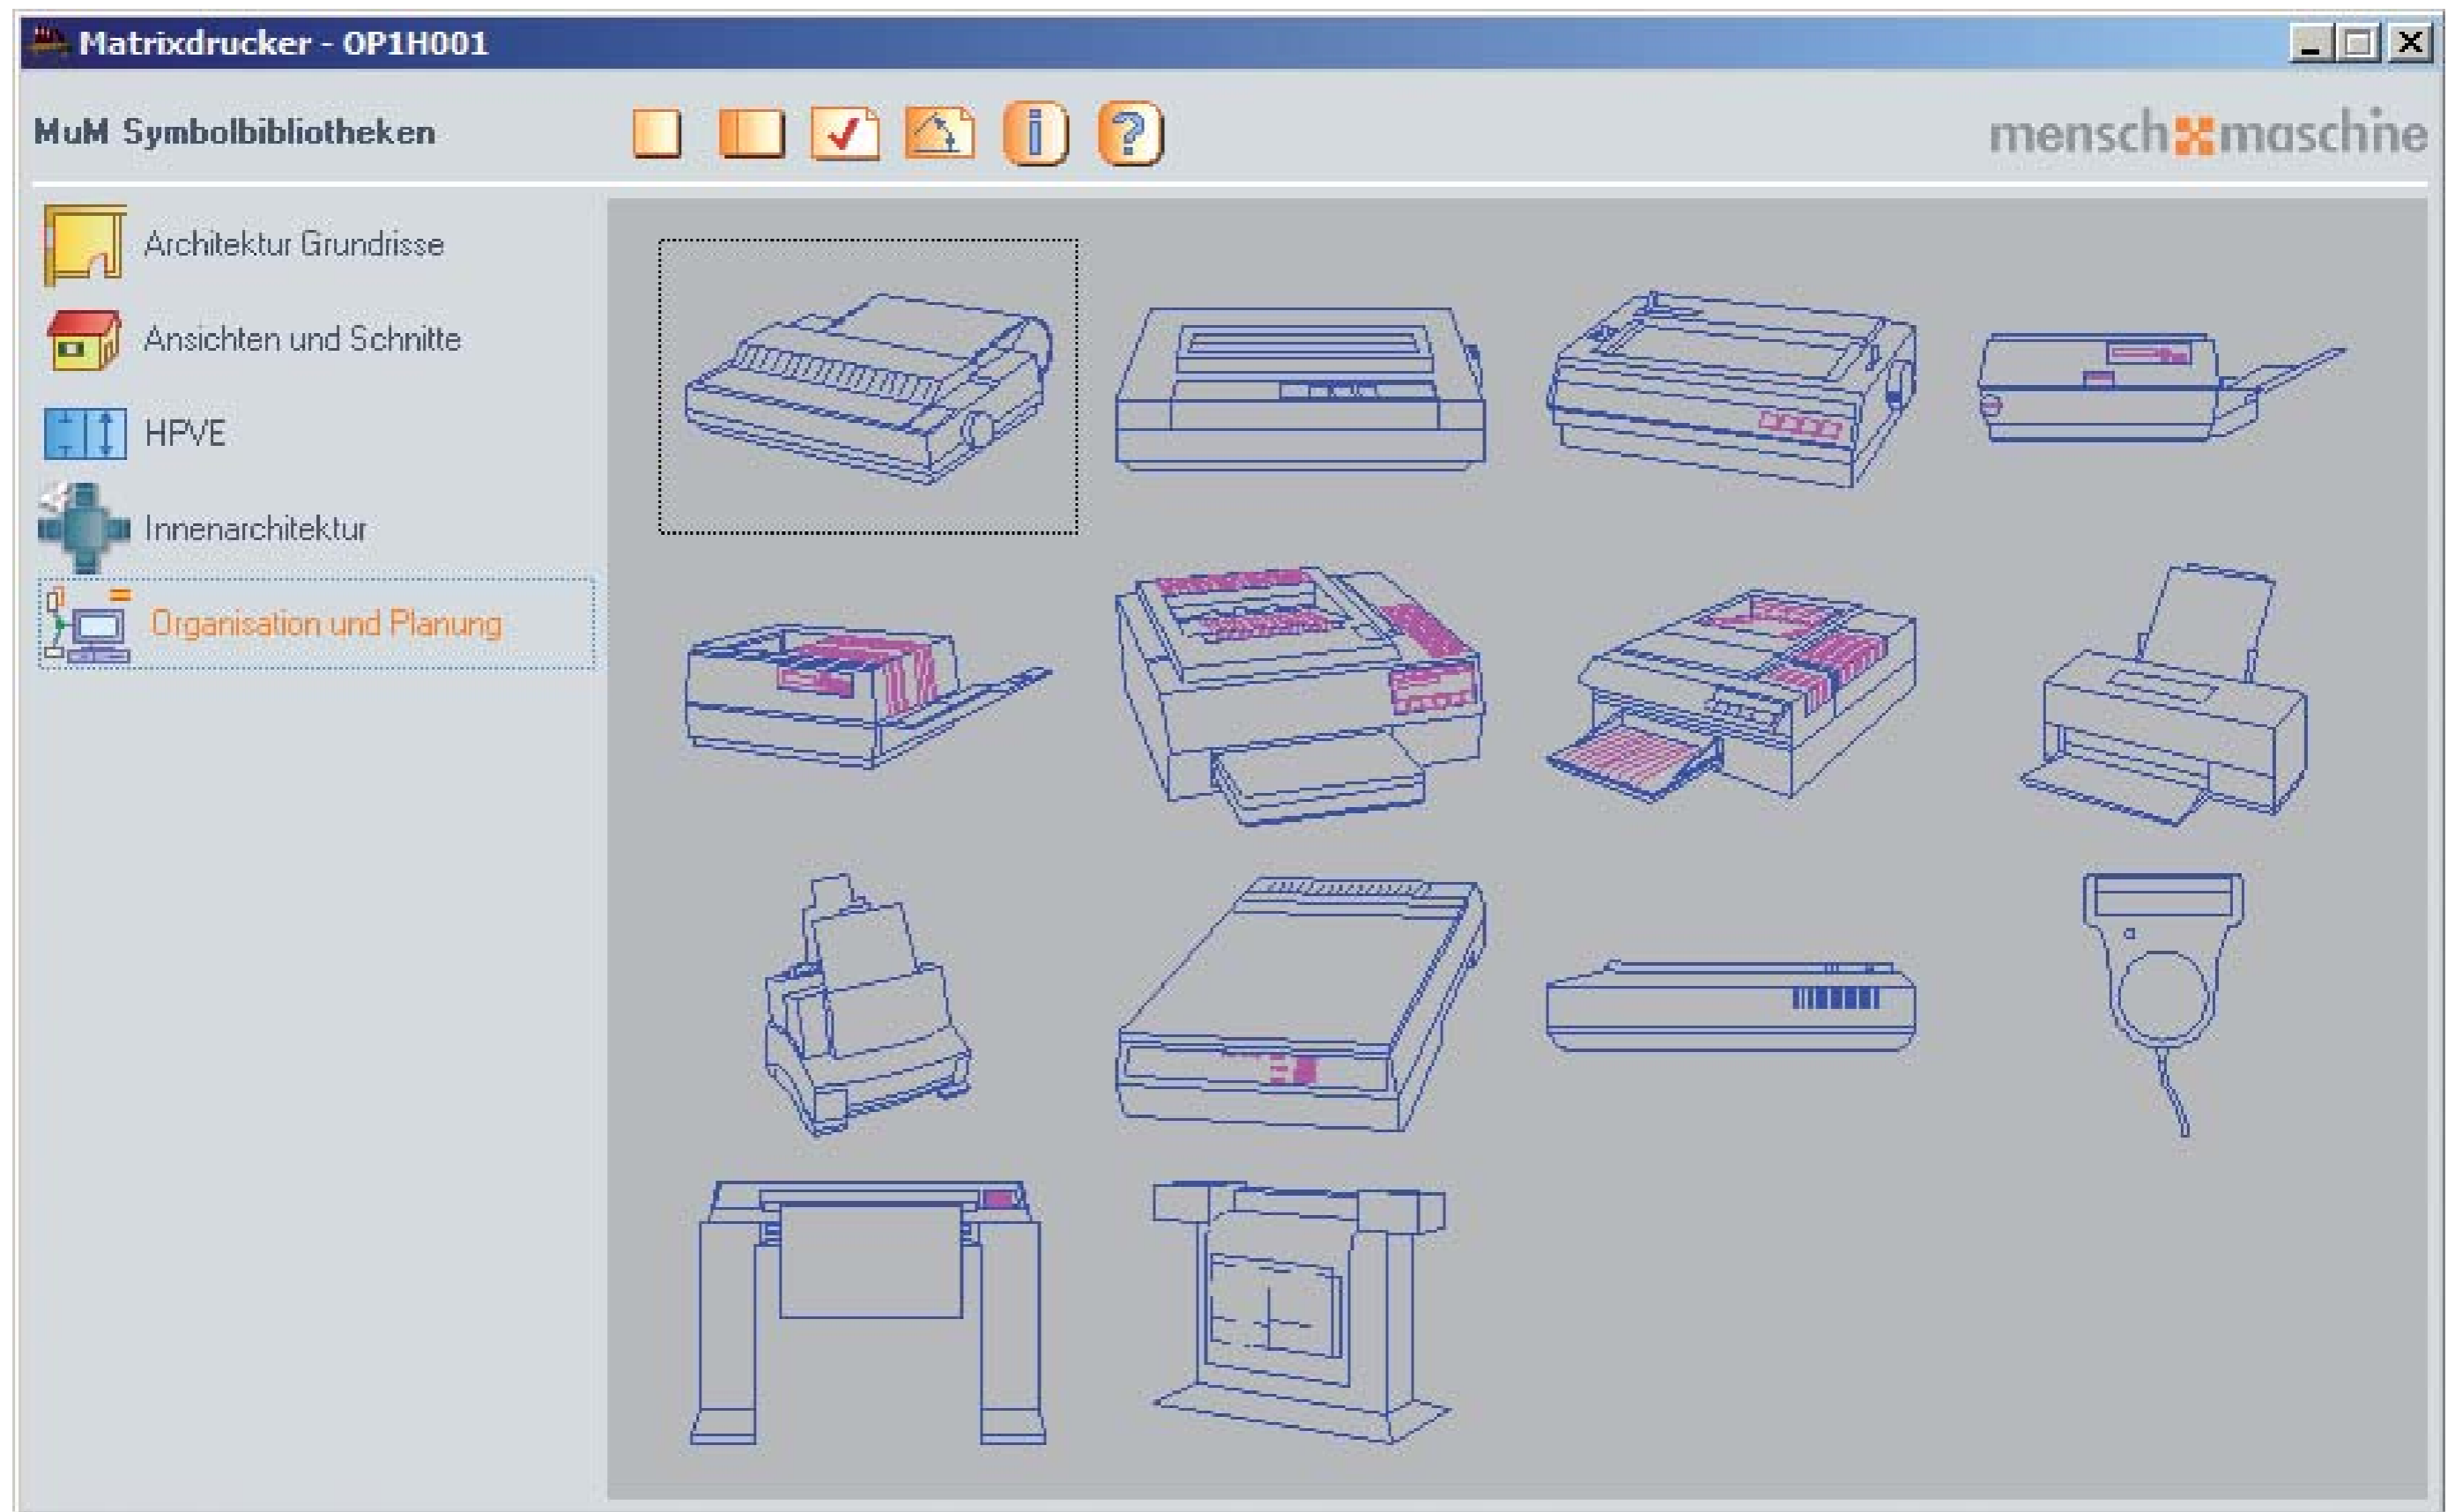 Matrixdrucker - OP1H001
MuM Symbolbibliotheken
mensch maschine
Architektur Grundrisse
Ansichten und Schnitte
HPVE
Innenarchitektur
Organisation und Planung